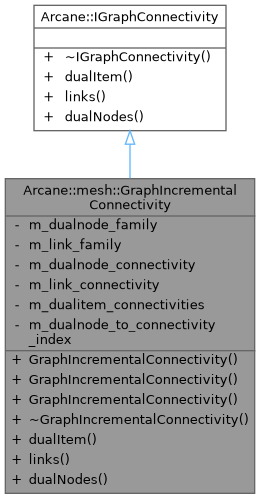 Arcane::IGraphConnectivity
+ ~IGraphConnectivity()
+ dualItem()
+ links()
+ dualNodes()
Arcane::mesh::GraphIncremental
Connectivity
- m_dualnode_family
- m_link_family
- m_dualnode_connectivity
- m_link_connectivity
- m_dualitem_connectivities
- m_dualnode_to_connectivity
_index
+ GraphIncrementalConnectivity()
+ GraphIncrementalConnectivity()
+ GraphIncrementalConnectivity()
+ ~GraphIncrementalConnectivity()
+ dualItem()
+ links()
+ dualNodes()